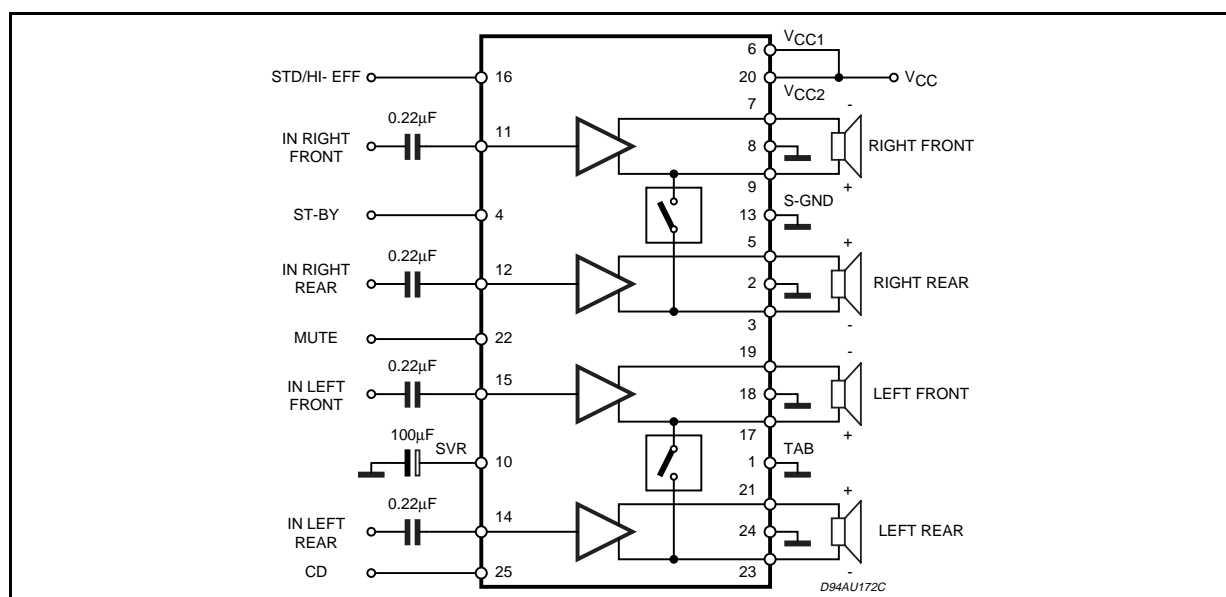 6
VCC1
STD/HI- EFF
16
20
VCC
VCC2
7
-
0.22µF
IN RIGHT
FRONT
11
8
RIGHT FRONT
9
+
S-GND
ST-BY
4
13
5
+
0.22µF
IN RIGHT
REAR
12
2
RIGHT REAR
3
-
MUTE
22
19
-
0.22µF
IN LEFT
FRONT
15
18
LEFT FRONT
17
+
100µF
SVR
TAB
10
1
21
+
0.22µF
IN LEFT
REAR
14
24
LEFT REAR
CD
25
23
-
D94AU172C